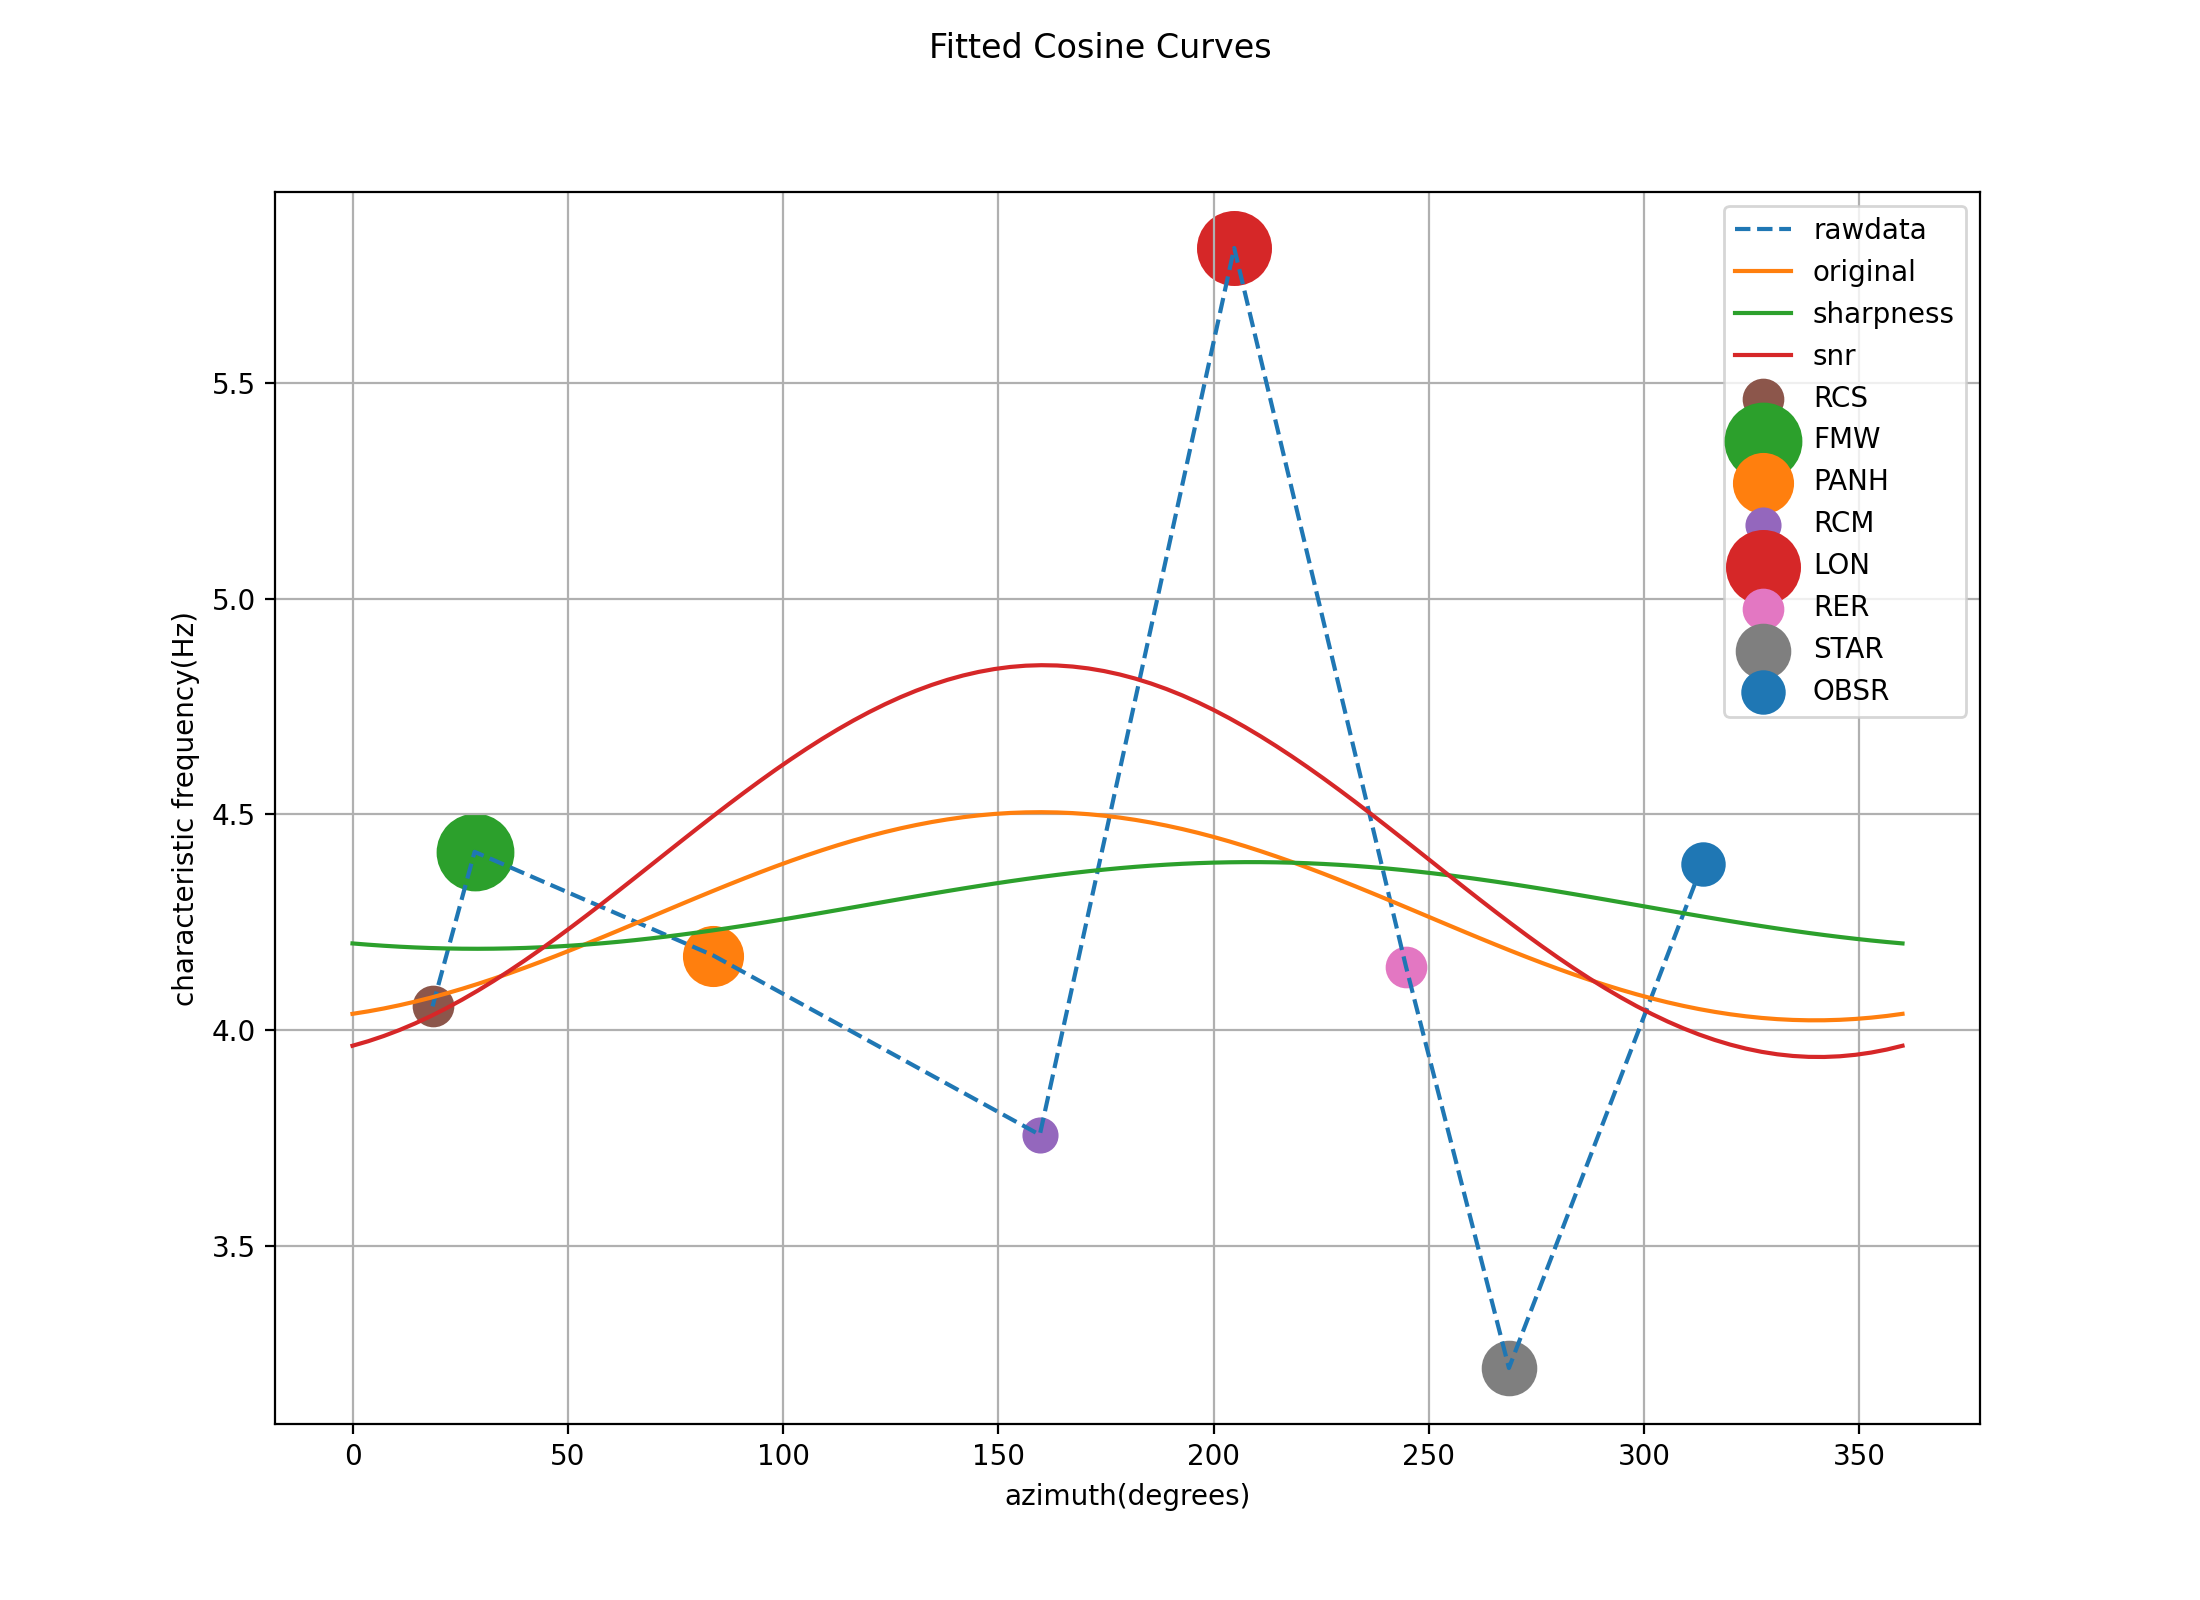 Fitted Cosine Curves
rawdata
original
sharpness
snr
RCS
FMW
PANH
RCM
LON
RER
STAR
OBSR
characteristic frequency(Hz)
5.5
5.0
4.5
4.0
3.5
0 50 100 150 200 250 300 350
azimuth(degrees)